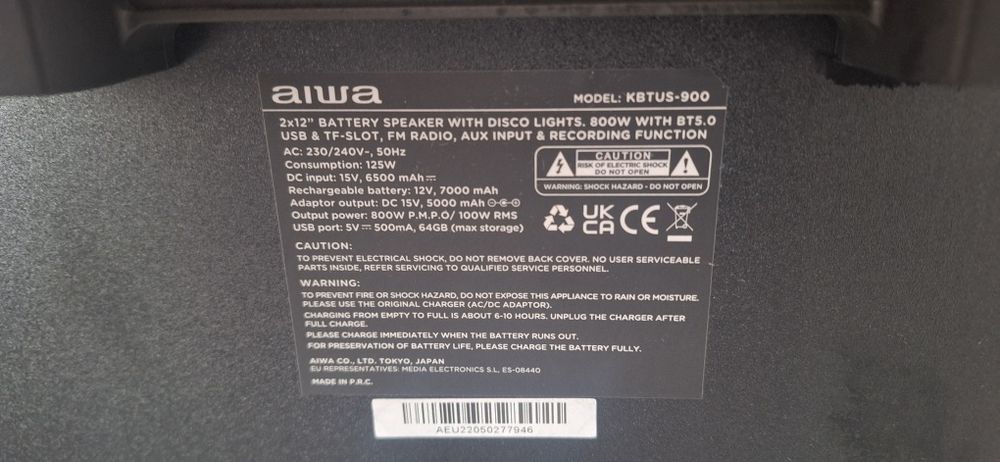 aiwa
MODEL: KBTUS-900
2x12" BATTERY SPEAKER WITH DISCO LIGHTS. 800W WITH BT5.0
USB & TF-SLOT, FM RADIO, AUX INPUT & RECORDING FUNCTION
AC: 230/240V~, 50Hz
Consumption: 125W
DC input: 15V, 6500 mAh⎓
Rechargeable battery: 12V, 7000 mAh
Adaptor output: DC 15V, 5000 mAh
Output power: 800W P.M.P.O/ 100W RMS
USB port: 5V⎓ 500mA, 64GB (max storage)
CAUTION
RISK OF ELECTRIC SHOCK
DO NOT OPEN
WARNING: SHOCK HAZARD - DO NOT OPEN
UK
CA
CE
CAUTION:
TO PREVENT ELECTRICAL SHOCK, DO NOT REMOVE BACK COVER. NO USER SERVICEABLE
PARTS INSIDE, REFER SERVICING TO QUALIFIED SERVICE PERSONNEL.
WARNING:
TO PREVENT FIRE OR SHOCK HAZARD, DO NOT EXPOSE THIS APPLIANCE TO RAIN OR MOISTURE.
PLEASE USE THE ORIGINAL CHARGER (AC/DC ADAPTOR).
CHARGING FROM EMPTY TO FULL IS ABOUT 6-10 HOURS. UNPLUG THE CHARGER AFTER
FULL CHARGE.
PLEASE CHARGE IMMEDIATELY WHEN THE BATTERY RUNS OUT.
FOR PRESERVATION OF BATTERY LIFE, PLEASE CHARGE THE BATTERY FULLY.
AIWA CO., LTD. TOKYO, JAPAN
EU REPRESENTATIVES: MEDIA ELECTRONICS S.L, ES-08440
MADE IN P.R.C.
AEU22050277946